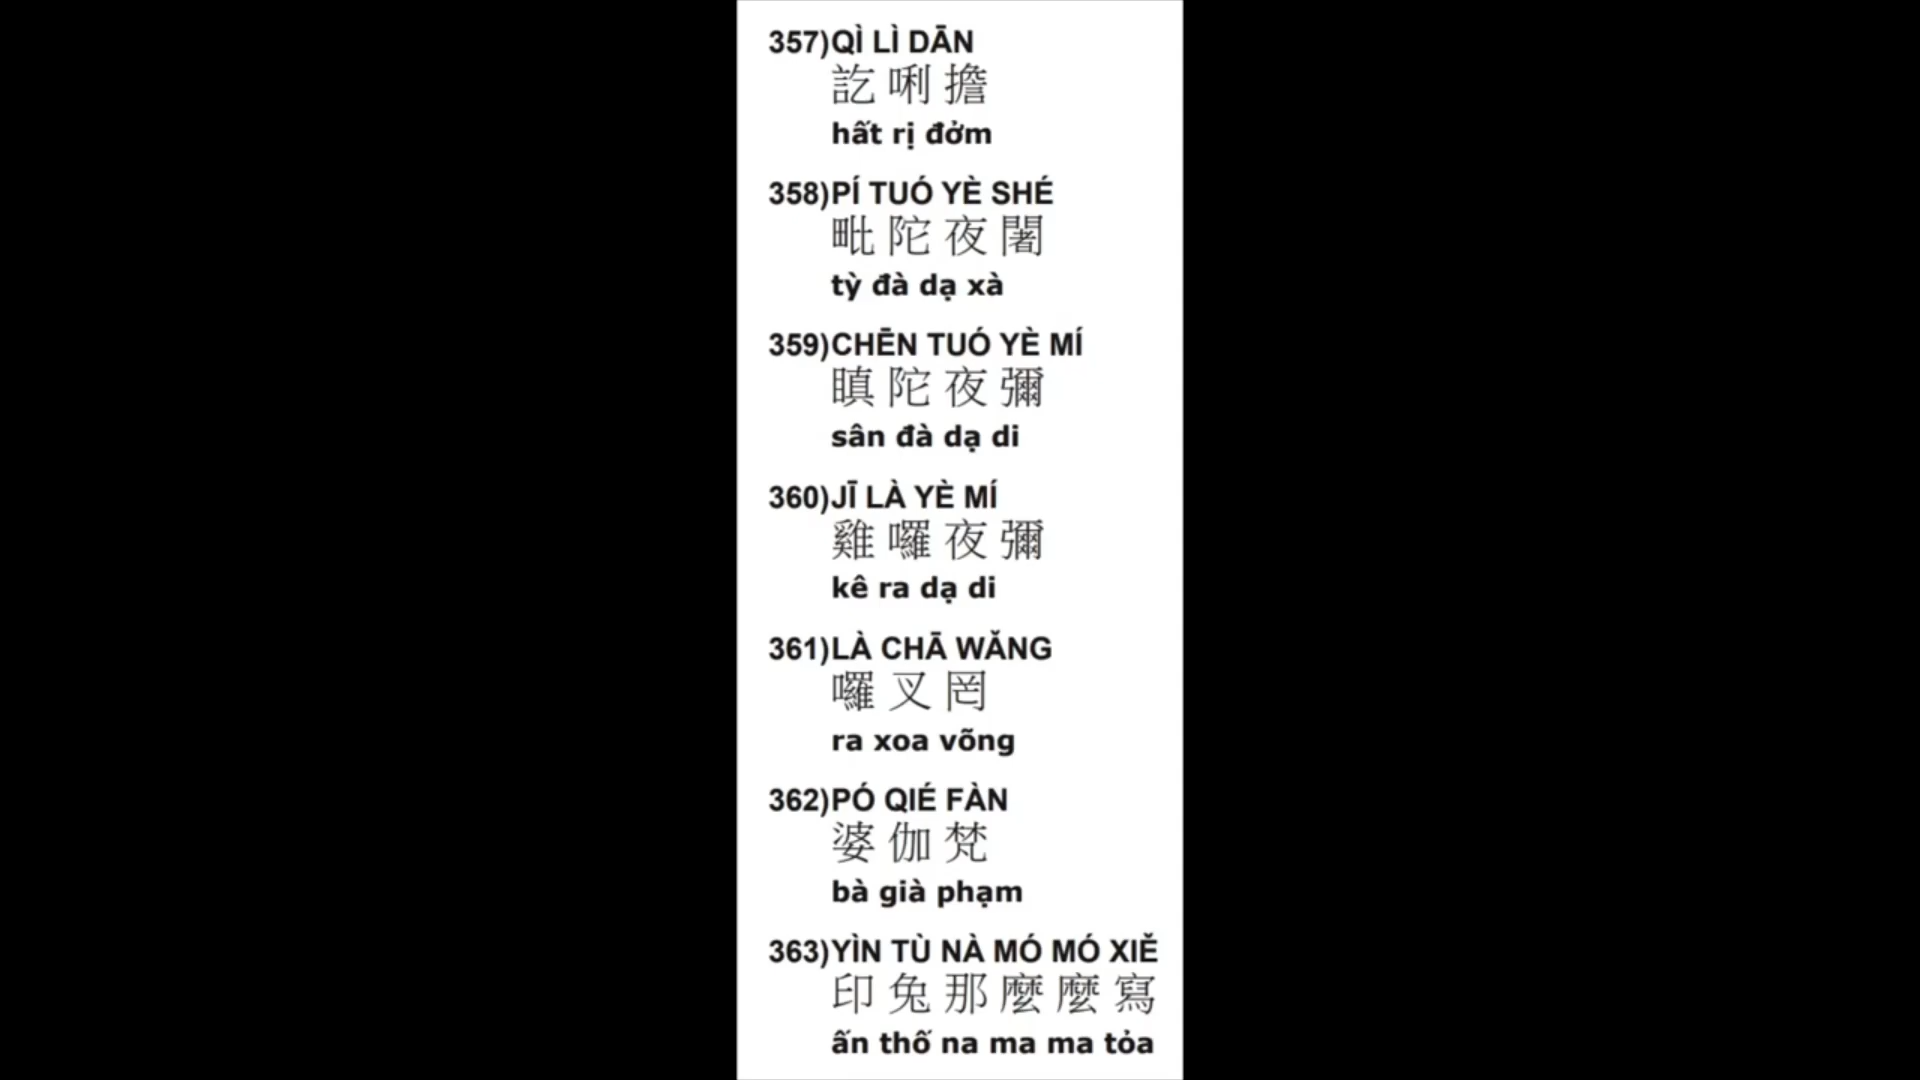 357)QÌ LÌ DĀN
訖 唎 擔
hất rị đởm
358)PÍ TUÓ YÈ SHÉ
毗 陀 夜 闍
tỳ đà dạ xà
359)CHĒN TUÓ YÈ MÍ
瞋 陀 夜 彌
sân đà dạ di
360)JĪ LÀ YÈ MÍ
雞 囉 夜 彌
kê ra dạ di
361)LÀ CHĀ WǍNG
囉 叉 罔
ra xoa võng
362)PÓ QIÉ FÀN
婆 伽 梵
bà già phạm
363)YÌN TÙ NÀ MÓ MÓ XIĚ
印 兔 那 麼 麼 寫
ấn thố na ma ma tỏa